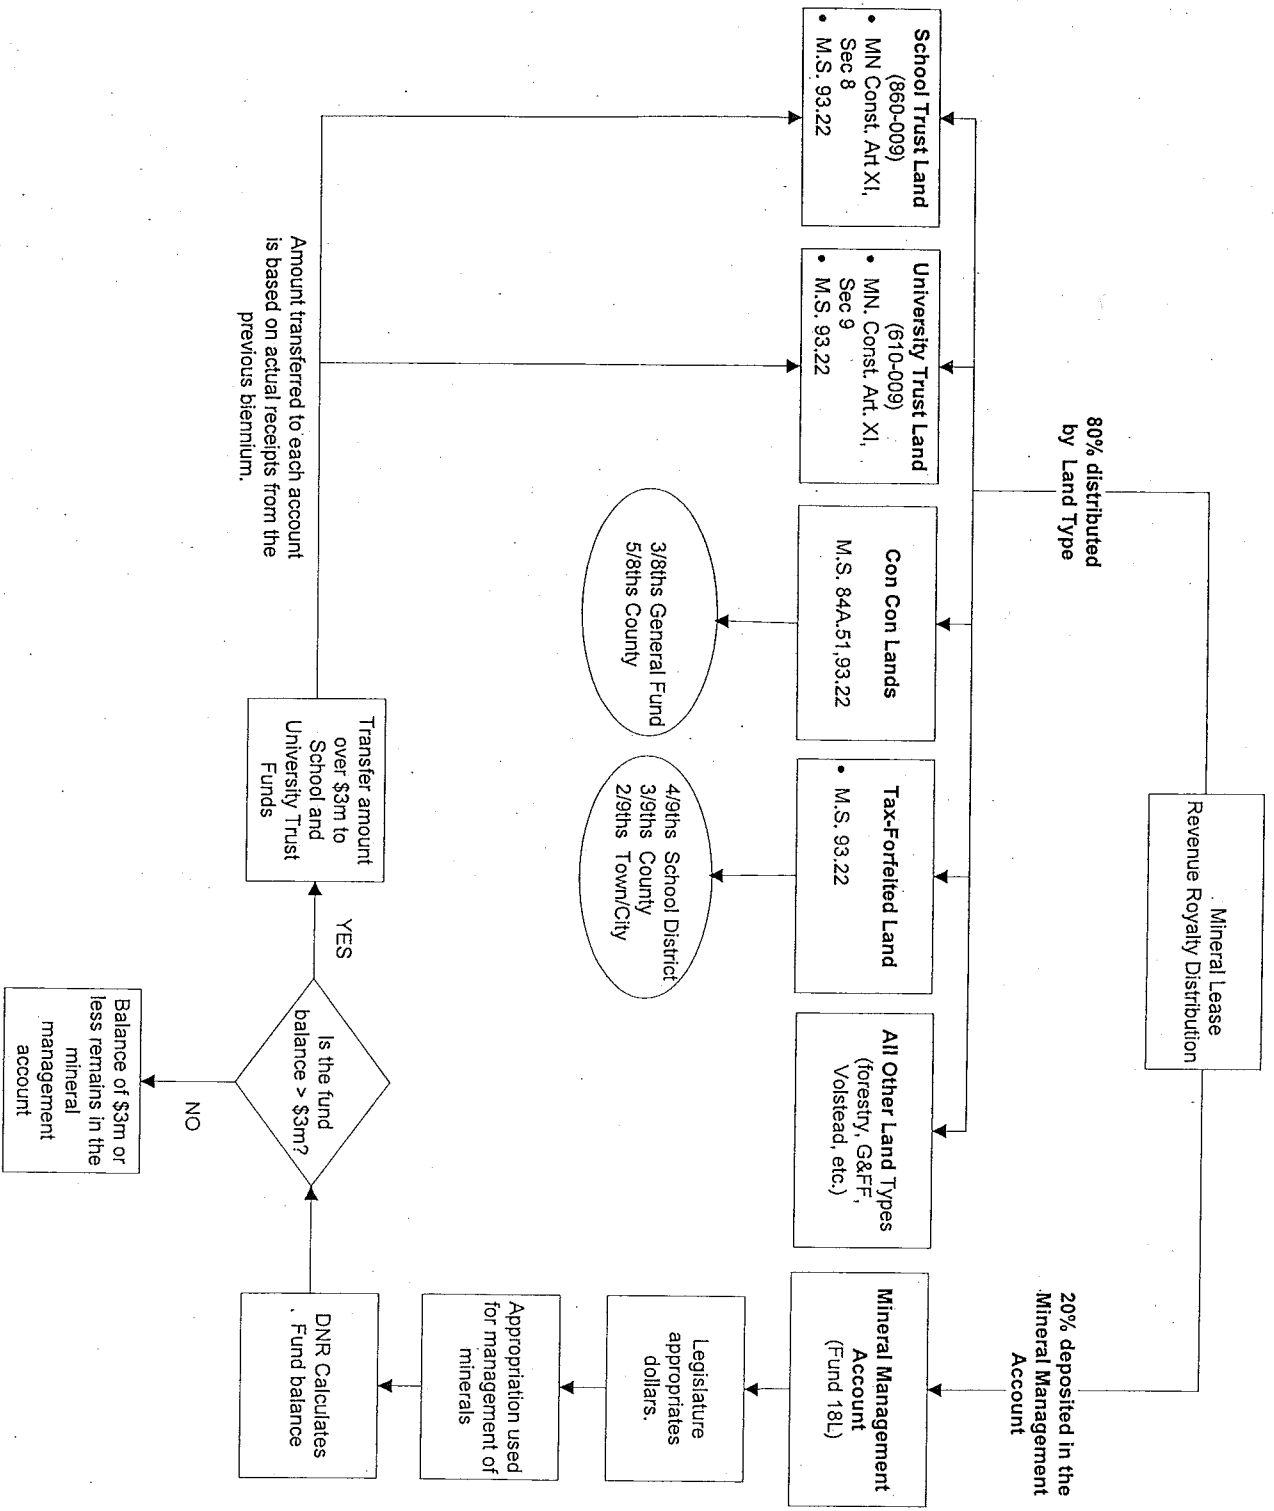 Mineral Lease
Revenue Royalty Distribution
80% distributed
by Land Type
20% deposited in the
Mineral Management
Account
School Trust Land
(860-009)
• MN Const. Art XI,
Sec 8
• M.S. 93.22
University Trust Land
(610-009)
• MN. Const. Art. XI,
Sec 9
• M.S. 93.22
Con Con Lands
M.S. 84A.51,93.22
Tax-Forfeited Land
• M.S. 93.22
All Other Land Types
(forestry, G&FF,
Volstead, etc.)
Mineral Management
Account
(Fund 18L)
3/8ths General Fund
5/8ths County
4/9ths School District
3/9ths County
2/9ths Town/City
Legislature
appropriates
dollars.
Appropriation used
for management of
minerals
DNR Calculates
Fund balance
Is the fund
balance > $3m?
YES
NO
Transfer amount
over $3m to
School and
University Trust
Funds
Amount transferred to each account
is based on actual receipts from the
previous biennium.
Balance of $3m or
less remains in the
mineral
management
account